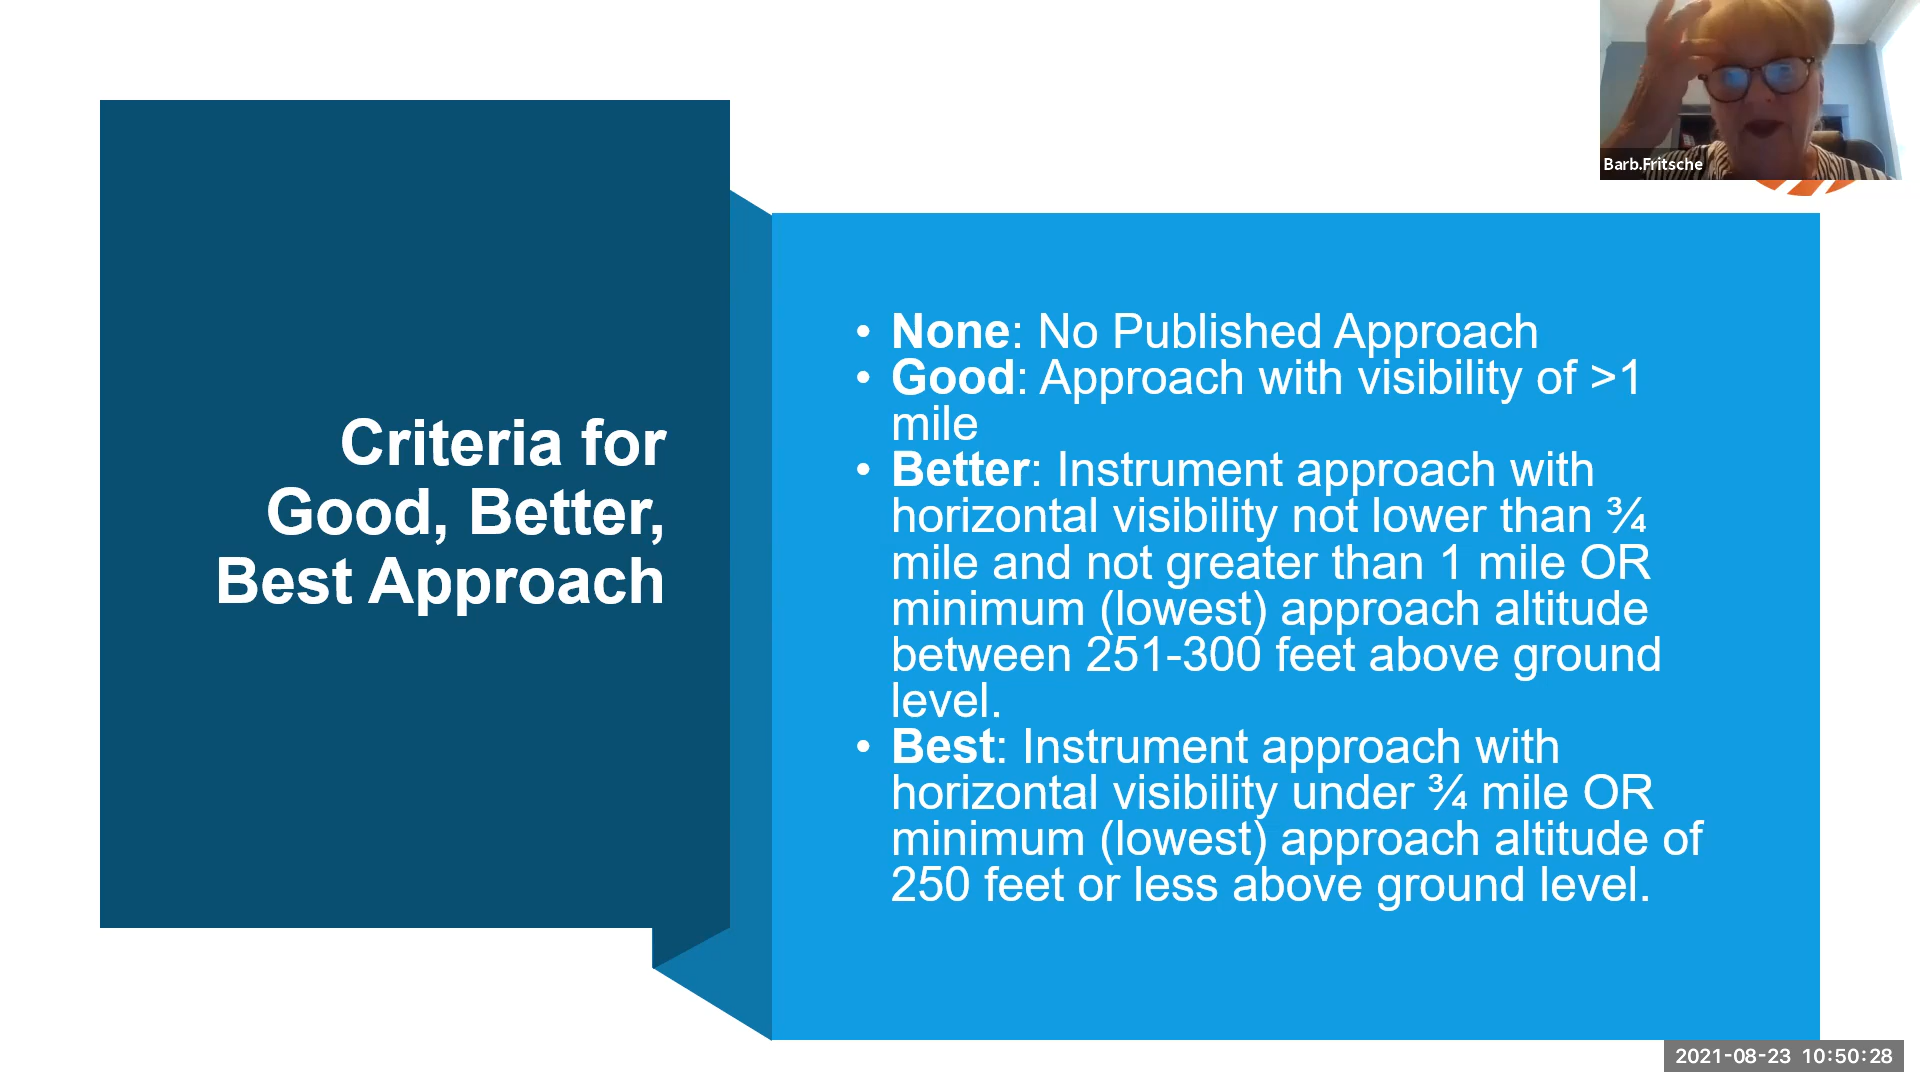 Barb.Fritsche
Criteria for
Good, Better,
Best Approach
• None: No Published Approach
• Good: Approach with visibility of >1
mile
• Better: Instrument approach with
horizontal visibility not lower than ¾
mile and not greater than 1 mile OR
minimum (lowest) approach altitude
between 251-300 feet above ground
level.
• Best: Instrument approach with
horizontal visibility under ¾ mile OR
minimum (lowest) approach altitude of
250 feet or less above ground level.
2021-08-23 10:50:28